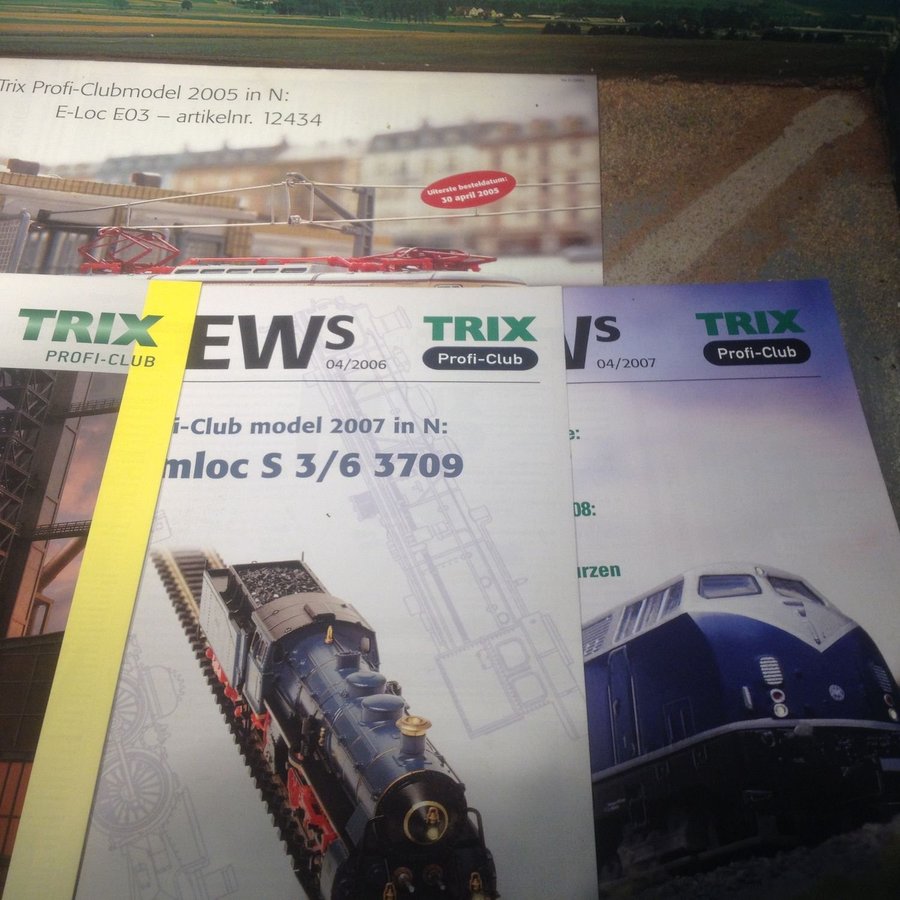 Trix Profi-Clubmodel 2005 in N:
E-Loc E03 – artikelnr. 12434
Uiterste besteldatum:
30 april 2005
TRIX
PROFI-CLUB
EWS
04/2006
TRIX
Profi-Club
i-Club model 2007 in N:
mloc S 3/6 3709
WS
04/2007
TRIX
Profi-Club
e:
08:
urzen